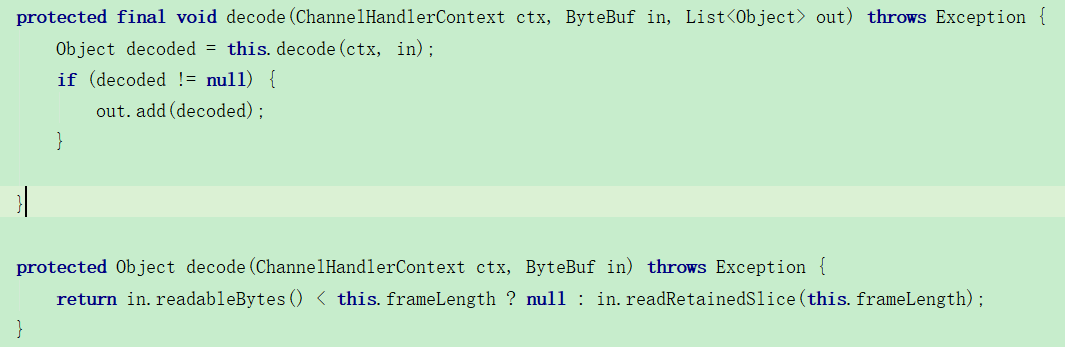 protected final void decode(ChannelHandlerContext ctx, ByteBuf in, List<Object> out) throws Exception {
    Object decoded = this.decode(ctx, in);
    if (decoded != null) {
        out.add(decoded);
    }

}

protected Object decode(ChannelHandlerContext ctx, ByteBuf in) throws Exception {
    return in.readableBytes() < this.frameLength ? null : in.readRetainedSlice(this.frameLength);
}